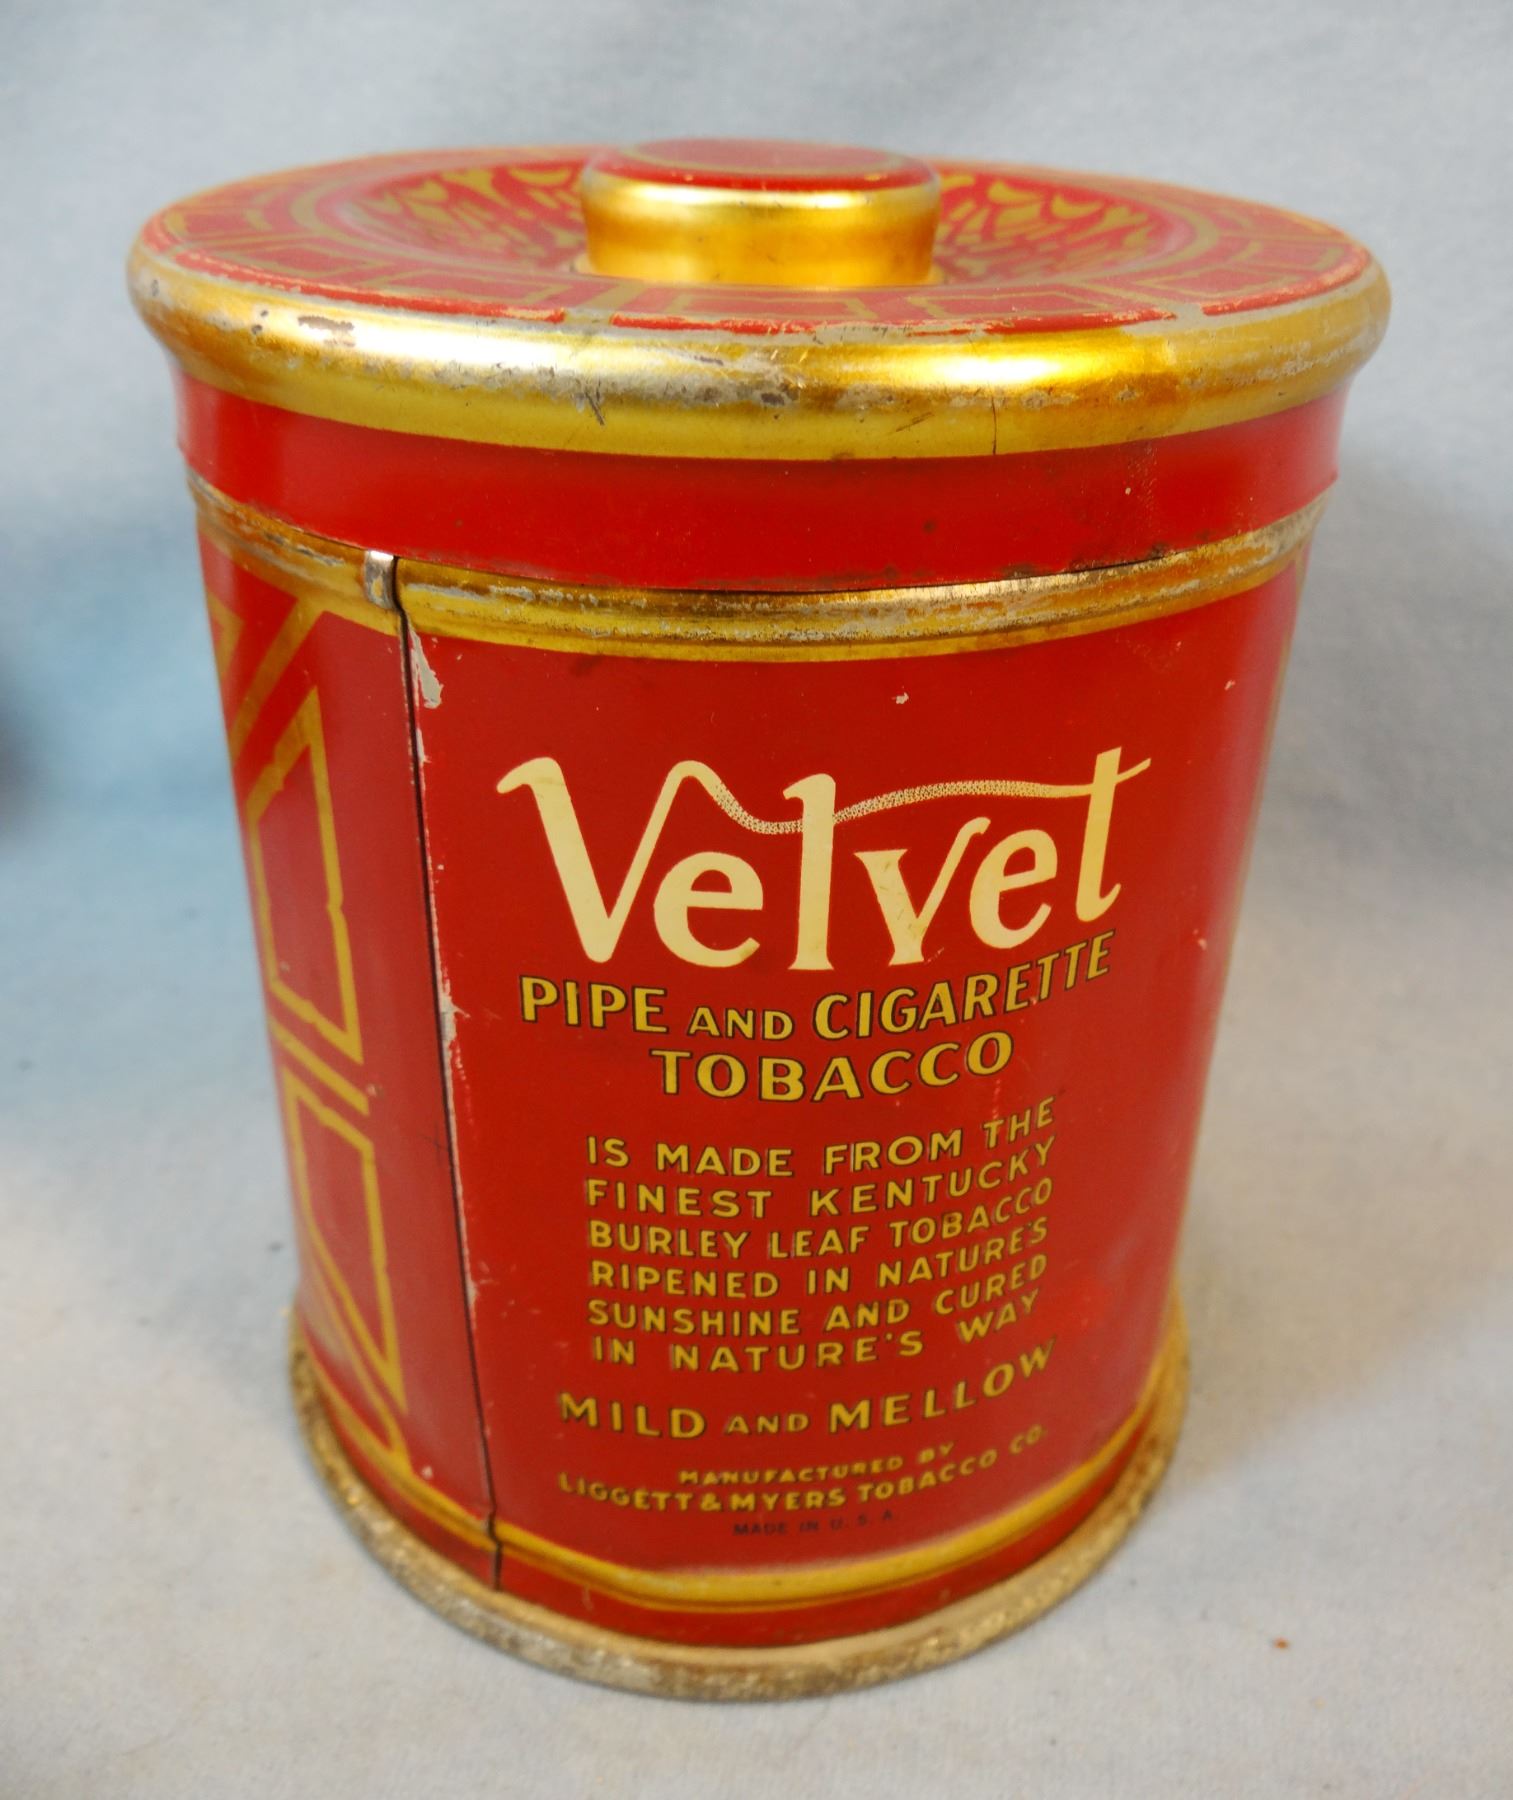 Velvet
PIPE AND CIGARETTE
TOBACCO
IS MADE FROM THE
FINEST KENTUCKY
BURLEY LEAF TOBACCO
RIPENED IN NATURE'S
SUNSHINE AND CURED
IN NATURE'S WAY
MILD AND MELLOW
MANUFACTURED BY
LIGGETT & MYERS TOBACCO CO.
MADE IN U.S.A.